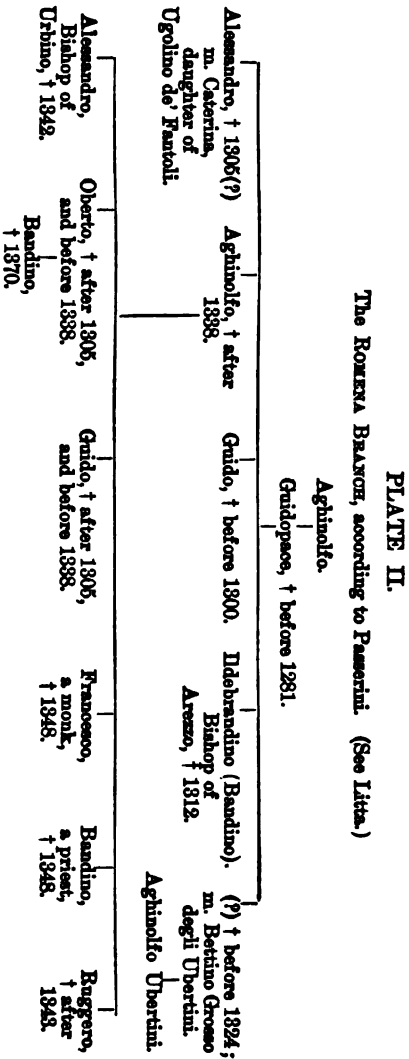 PLATE II.
The ROMENA BRANCH, according to Passerini. (See Litta.)
Aghinolfo.
Guidopace, † before 1281.
Alessandro, † 1305(?)
m. Caterina,
daughter of
Ugolino de' Fantoli.
Aghinolfo, † after
1338.
Guido, † before 1300.
Ildebrandino (Bandino).
Bishop of
Arezzo, † 1312.
(?) † before 1324;
m. Bettino Grosso
degli Ubertini.
Aghinolfo Ubertini.
Alessandro,
Bishop of
Urbino, † 1342.
Oberto, † after 1305,
and before 1338.
Bandino,
† 1370.
Guido, † after 1305,
and before 1338.
Francesco,
a monk,
† 1348.
Bandino,
a priest,
† 1348.
Ruggero,
† after
1343.